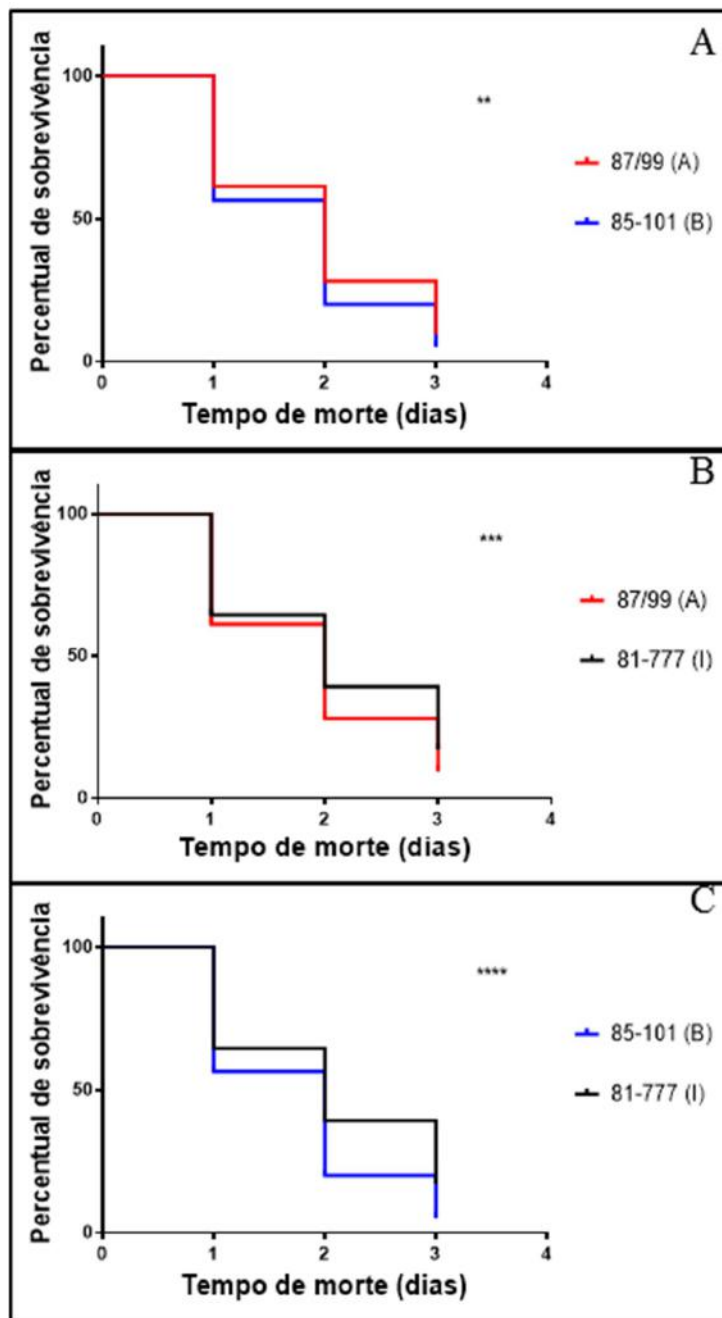 A
Percentual de sobrevivência
100
50
0
**
87/99 (A)
85-101 (B)
0 1 2 3 4
Tempo de morte (dias)
B
Percentual de sobrevivência
100
50
0
***
87/99 (A)
81-777 (I)
0 1 2 3 4
Tempo de morte (dias)
C
Percentual de sobrevivência
100
50
0
****
85-101 (B)
81-777 (I)
0 1 2 3 4
Tempo de morte (dias)